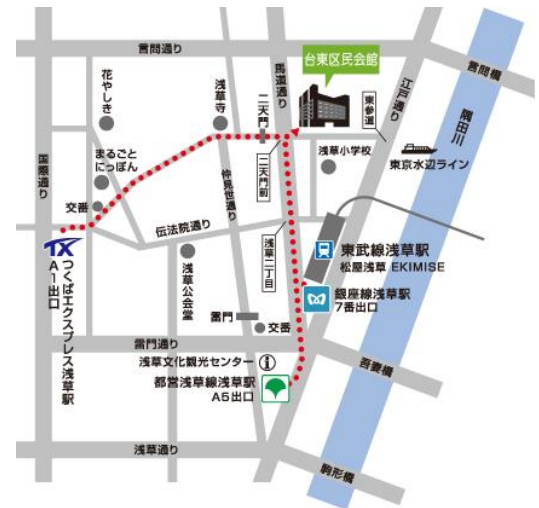 言問通り
台東区民会館
馬道通り
江戸通り
言問橋
花やしき
浅草寺
二天門
東参道
隅田川
国際通り
まるごと
にっぽん
二天門前
浅草小学校
東京水辺ライン
交番
仲見世通り
伝法院通り
浅草二丁目
TX
A1出口
つくばエクスプレス浅草駅
浅草公会堂
東武線浅草駅
松屋浅草 EKIMISE
銀座線浅草駅
7番出口
雷門
交番
雷門通り
浅草文化観光センター
都営浅草線浅草駅
A5出口
吾妻橋
浅草通り
駒形橋